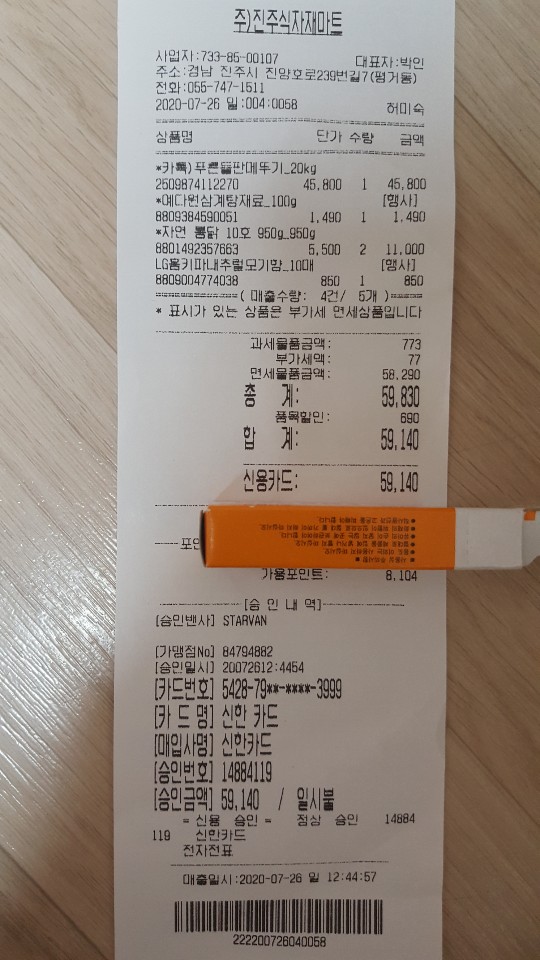 주)진주식자재마트
사업자:733-85-00107 대표자:박인
주소:경남 진주시 진양호로239번길7(평거동)
전화:055-747-1511
2020-07-26 일:004:0058 허미숙
상품명 단가 수량 금액
*카톡)푸른들판메뚜기_20kg
2509874112270 45,800 1 45,800
*예다원삼계탕재료_100g [행사]
8809384590051 1,490 1 1,490
*자연 통닭 10호 950g_950g
8801492357663 5,500 2 11,000
LG홈키파내추럴모기향_10매 [행사]
8809004774038 850 1 850
( 매출수량: 4건/ 5개 )
* 표시가 있는 상품은 부가세 면세상품입니다
과세물품금액: 773
부가세액: 77
면세물품금액: 58,290
총 계: 59,830
품목할인: 690
합 계: 59,140
신용카드: 59,140
포인
가용포인트: 8,104
[승 인 내 역]
[승인밴사] STARVAN
[가맹점No] 84794882
[승인일시] 20072612:4454
[카드번호] 5428-79**-****-3999
[카 드 명] 신한 카드
[매입사명] 신한카드
[승인번호] 14884119
[승인금액] 59,140 / 일시불
= 신용 승인 = 정상 승인 14884
119 신한카드
전자전표
매출일시:2020-07-26 일 12:44:57
222200726040058